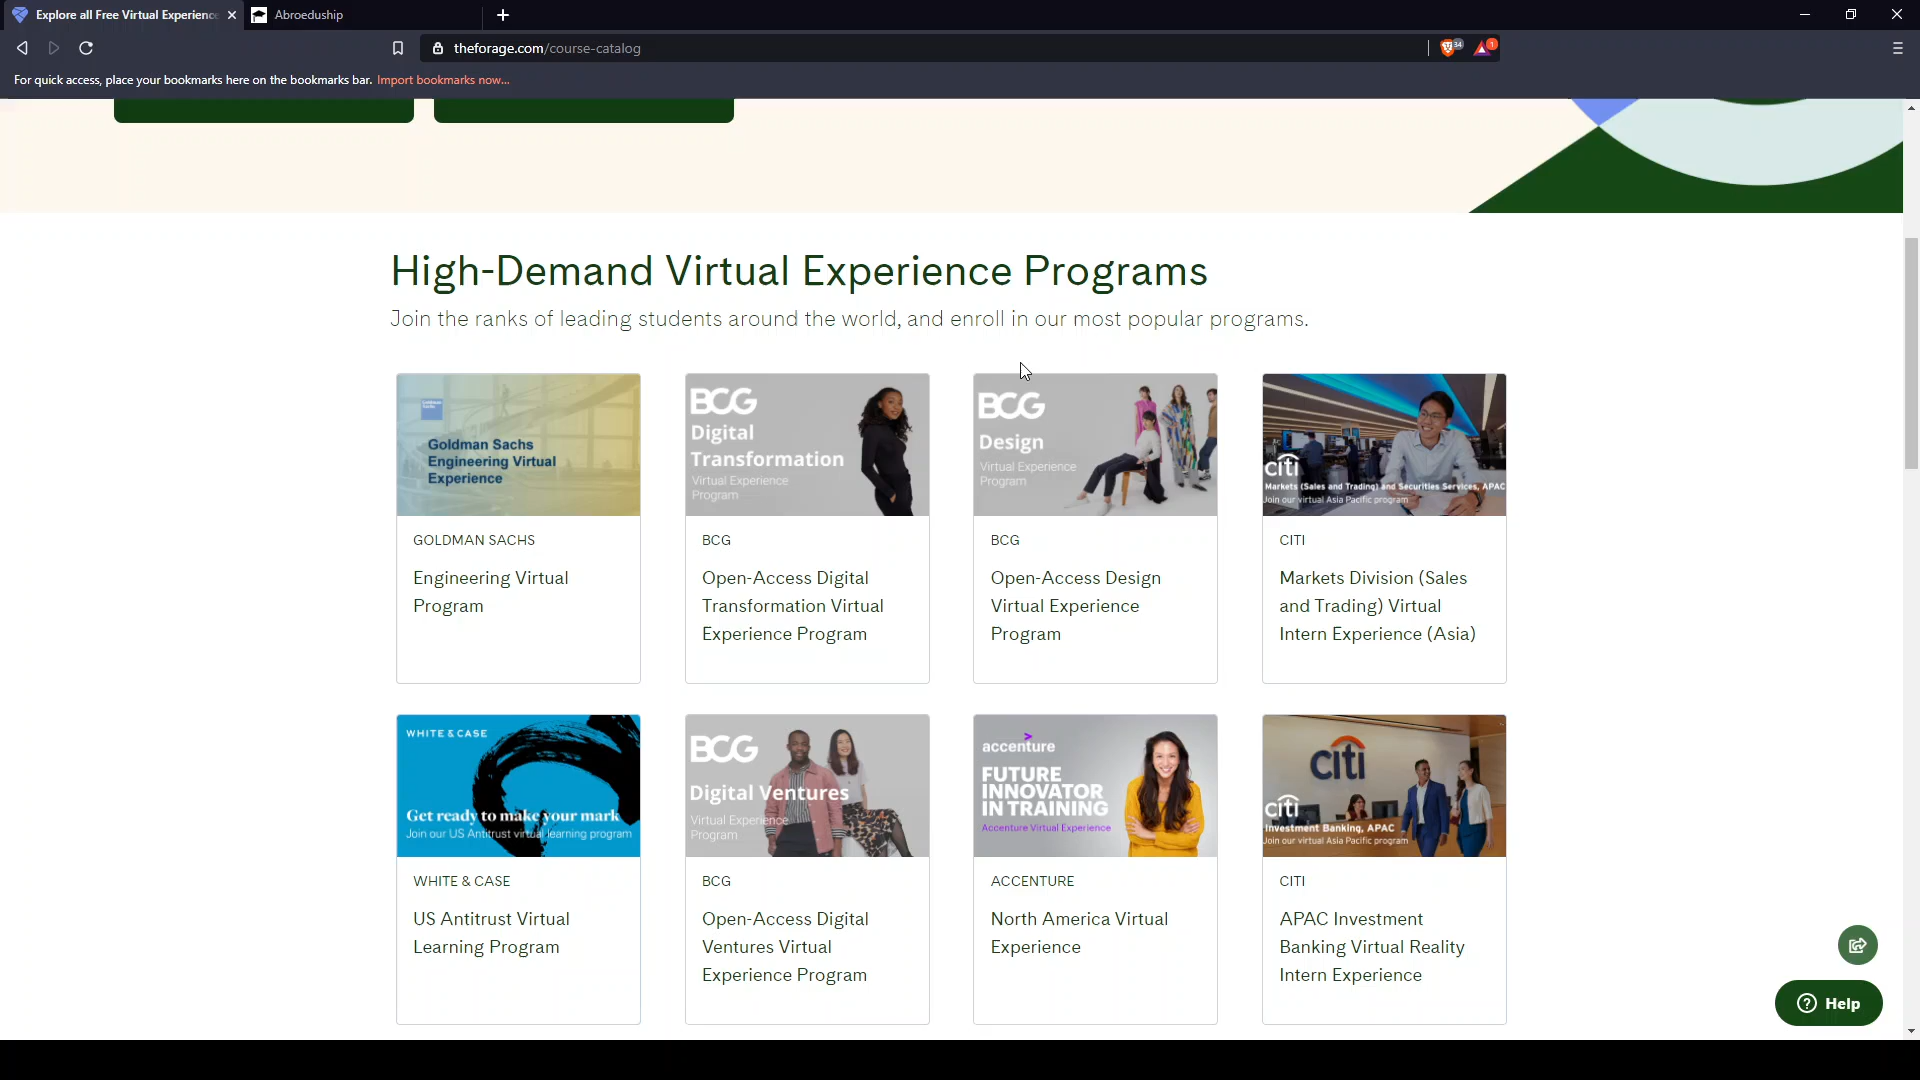 Explore all Free Virtual Experience
Abroeduship
theforage.com/course-catalog
34
1
For quick access, place your bookmarks here on the bookmarks bar. Import bookmarks now...
High-Demand Virtual Experience Programs
Join the ranks of leading students around the world, and enroll in our most popular programs.
Goldman
Sachs
Goldman Sachs
Engineering Virtual
Experience
GOLDMAN SACHS
Engineering Virtual
Program
BCG
Digital
Transformation
Virtual Experience
Program
BCG
Open-Access Digital
Transformation Virtual
Experience Program
BCG
Design
Virtual Experience
Program
BCG
Open-Access Design
Virtual Experience
Program
citi
Markets (Sales and Trading) and Securities Services, APAC
Join our virtual Asia Pacific program
CITI
Markets Division (Sales
and Trading) Virtual
Intern Experience (Asia)
WHITE & CASE
Get ready to make your mark
Join our US Antitrust virtual learning program
WHITE & CASE
US Antitrust Virtual
Learning Program
BCG
Digital Ventures
Virtual Experience
Program
BCG
Open-Access Digital
Ventures Virtual
Experience Program
accenture
FUTURE
INNOVATOR
IN TRAINING
Accenture Virtual Experience
ACCENTURE
North America Virtual
Experience
citi
citi
Investment Banking, APAC
Join our virtual Asia Pacific program
CITI
APAC Investment
Banking Virtual Reality
Intern Experience
Help